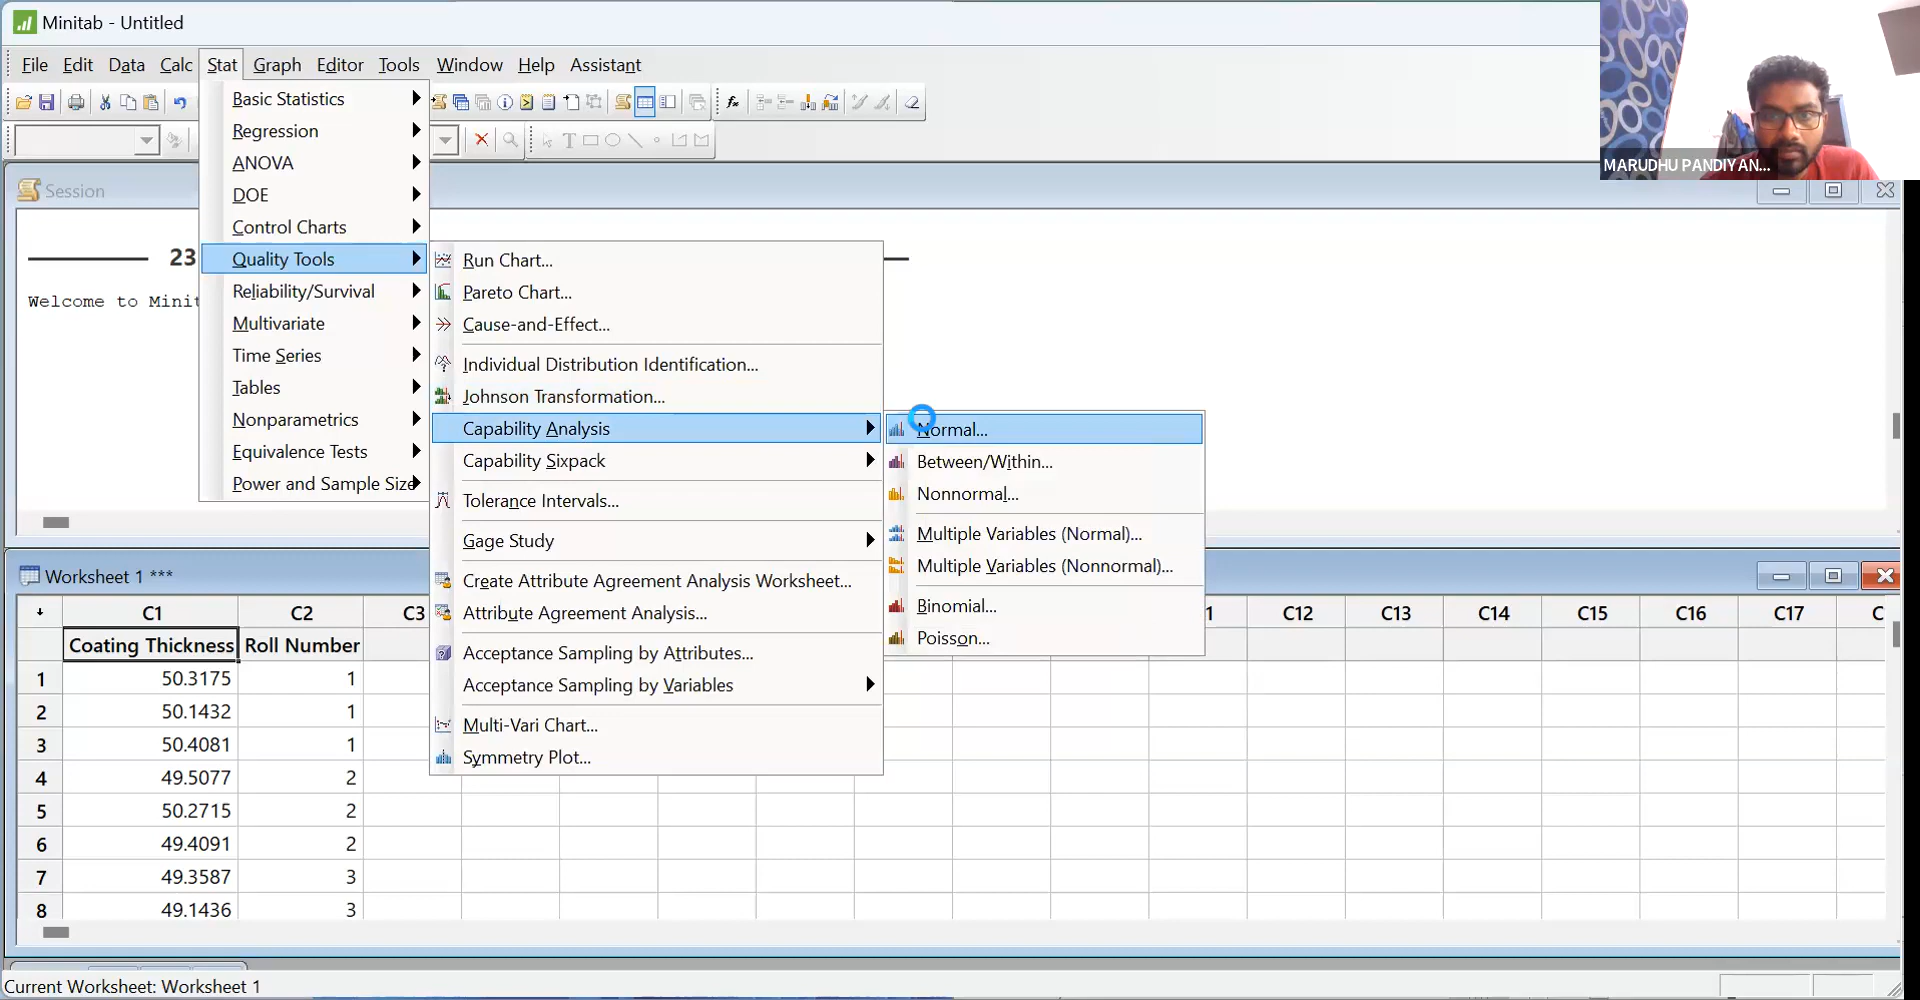 Minitab - Untitled
File Edit Data Calc Stat Graph Editor Tools Window Help Assistant
MARUDHU PANDIYAN...
Session
23
Welcome to Minit
Basic Statistics
Regression
ANOVA
DOE
Control Charts
Quality Tools
Reliability/Survival
Multivariate
Time Series
Tables
Nonparametrics
Equivalence Tests
Power and Sample Size
Run Chart...
Pareto Chart...
Cause-and-Effect...
Individual Distribution Identification...
Johnson Transformation...
Capability Analysis
Capability Sixpack
Tolerance Intervals...
Gage Study
Create Attribute Agreement Analysis Worksheet...
Attribute Agreement Analysis...
Acceptance Sampling by Attributes...
Acceptance Sampling by Variables
Multi-Vari Chart...
Symmetry Plot...
Normal...
Between/Within...
Nonnormal...
Multiple Variables (Normal)...
Multiple Variables (Nonnormal)...
Binomial...
Poisson...
Worksheet 1 ***
C1 C2 C3 1 C12 C13 C14 C15 C16 C17 C
Coating Thickness Roll Number
1 50.3175 1
2 50.1432 1
3 50.4081 1
4 49.5077 2
5 50.2715 2
6 49.4091 2
7 49.3587 3
8 49.1436 3
Current Worksheet: Worksheet 1